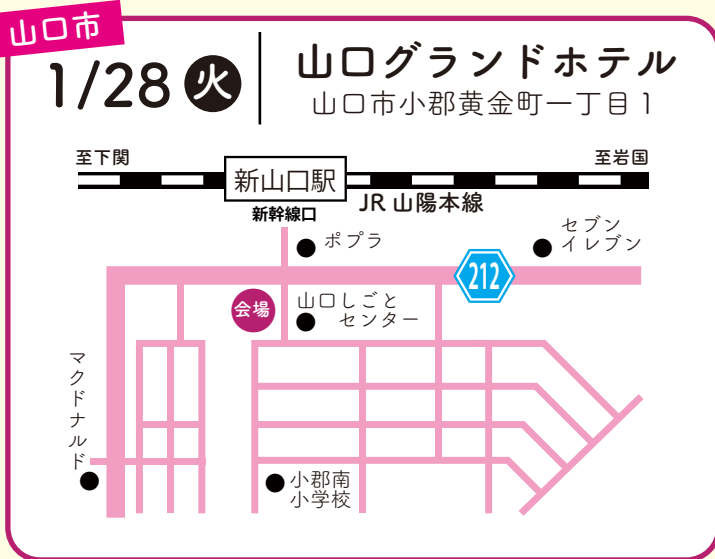 山口市
1/28 火
山口グランドホテル
山口市小郡黄金町一丁目1
至下関
至岩国
新山口駅
JR 山陽本線
新幹線口
ポプラ
セブン
イレブン
212
会場
山口しごと
センター
マクドナルド
小郡南
小学校